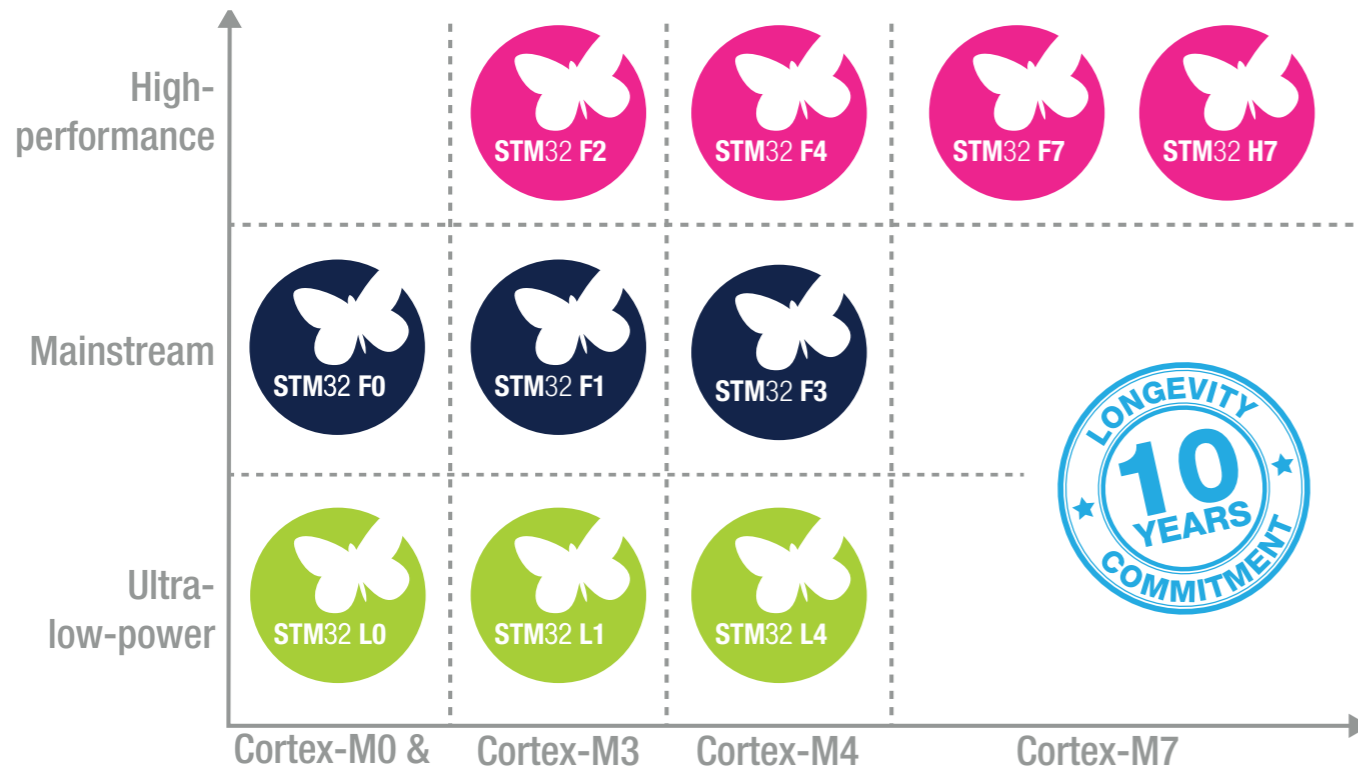 High-
performance
STM32 F2
STM32 F4
STM32 F7
STM32 H7
Mainstream
STM32 F0
STM32 F1
STM32 F3
LONGEVITY
10
YEARS
COMMITMENT
Ultra-
low-power
STM32 L0
STM32 L1
STM32 L4
Cortex-M0 &
Cortex-M3
Cortex-M4
Cortex-M7